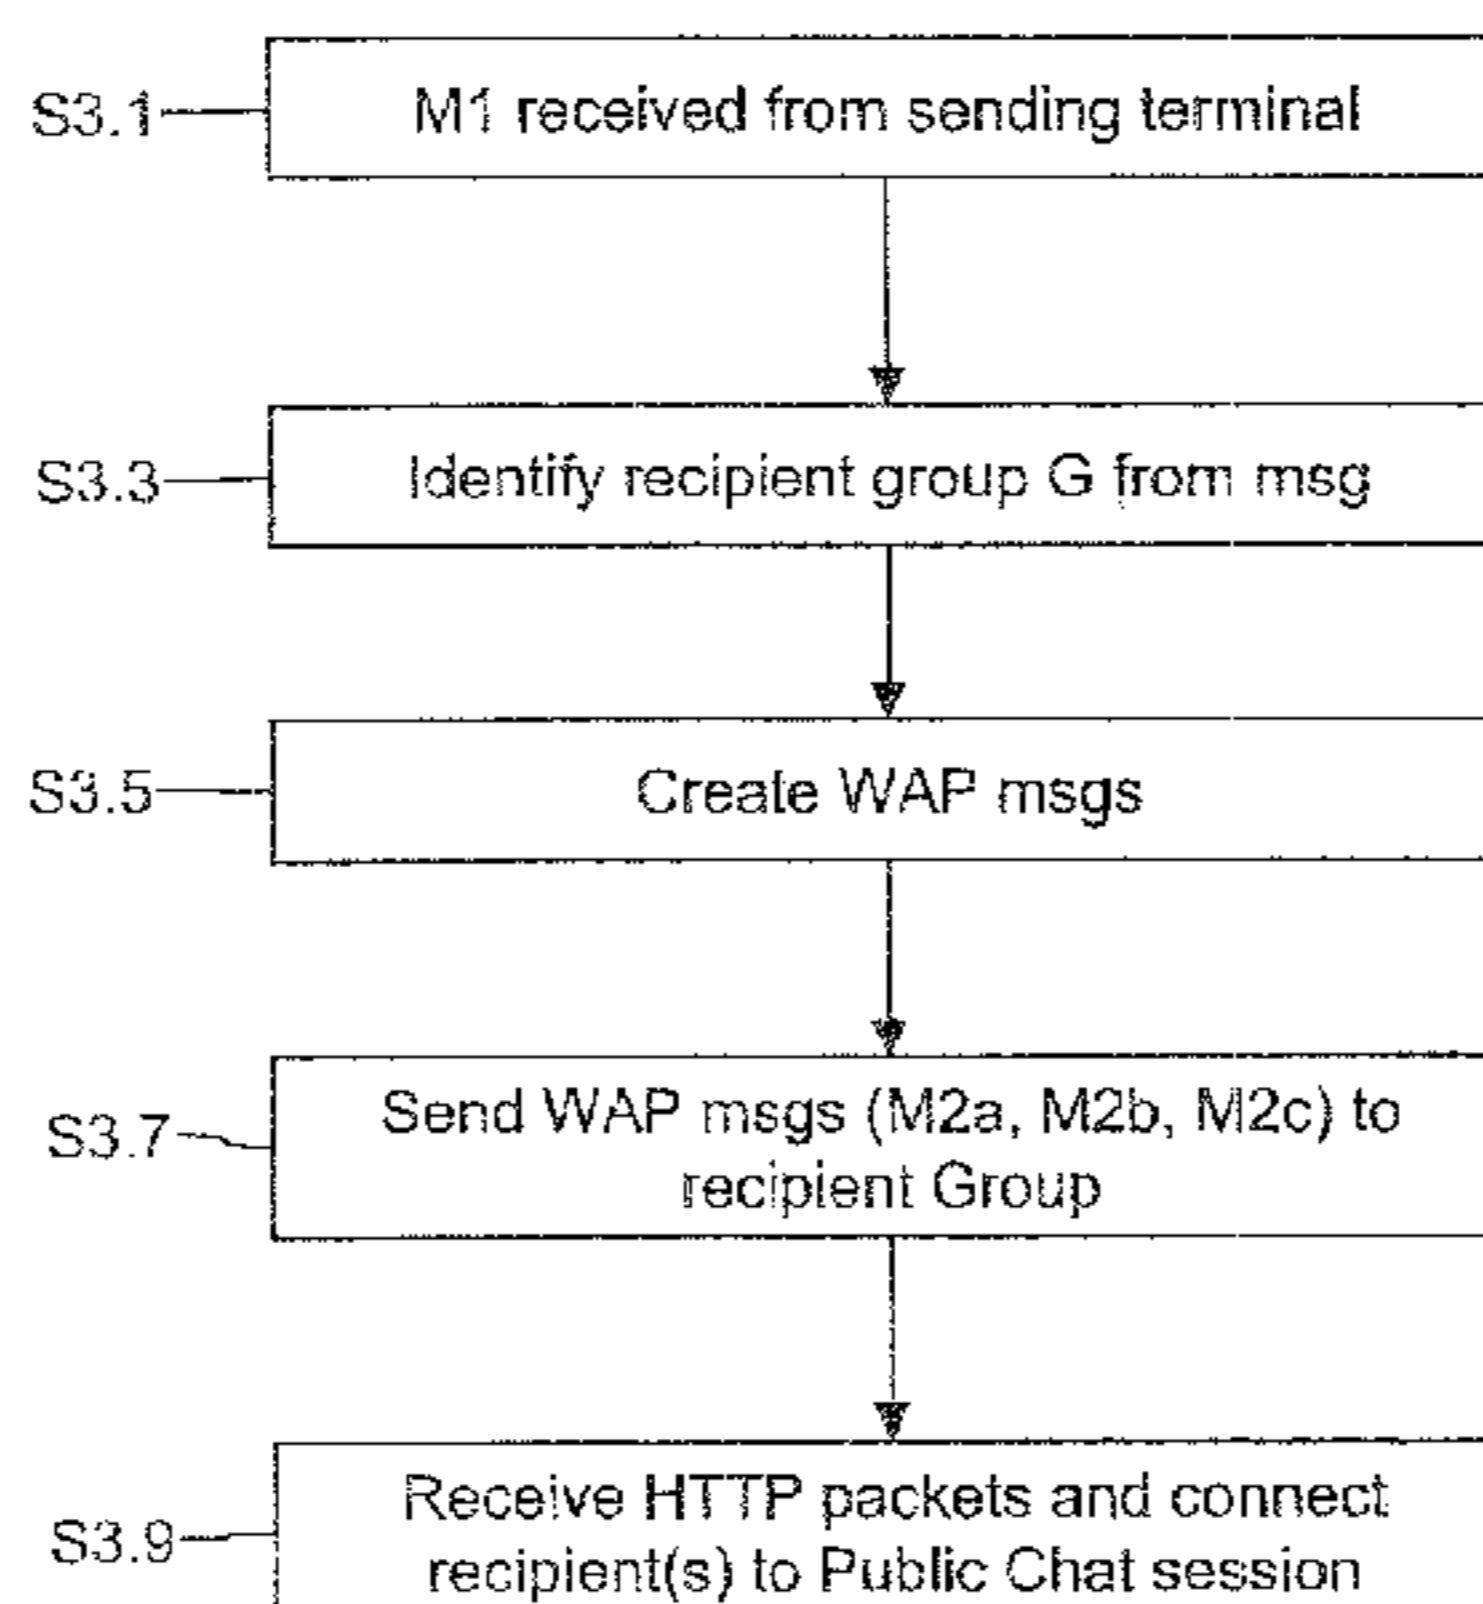 S3.1
M1 received from sending terminal
S3.3
Identify recipient group G from msg
S3.5
Create WAP msgs
S3.7
Send WAP msgs (M2a, M2b, M2c) to
recipient Group
S3.9
Receive HTTP packets and connect
recipient(s) to Public Chat session